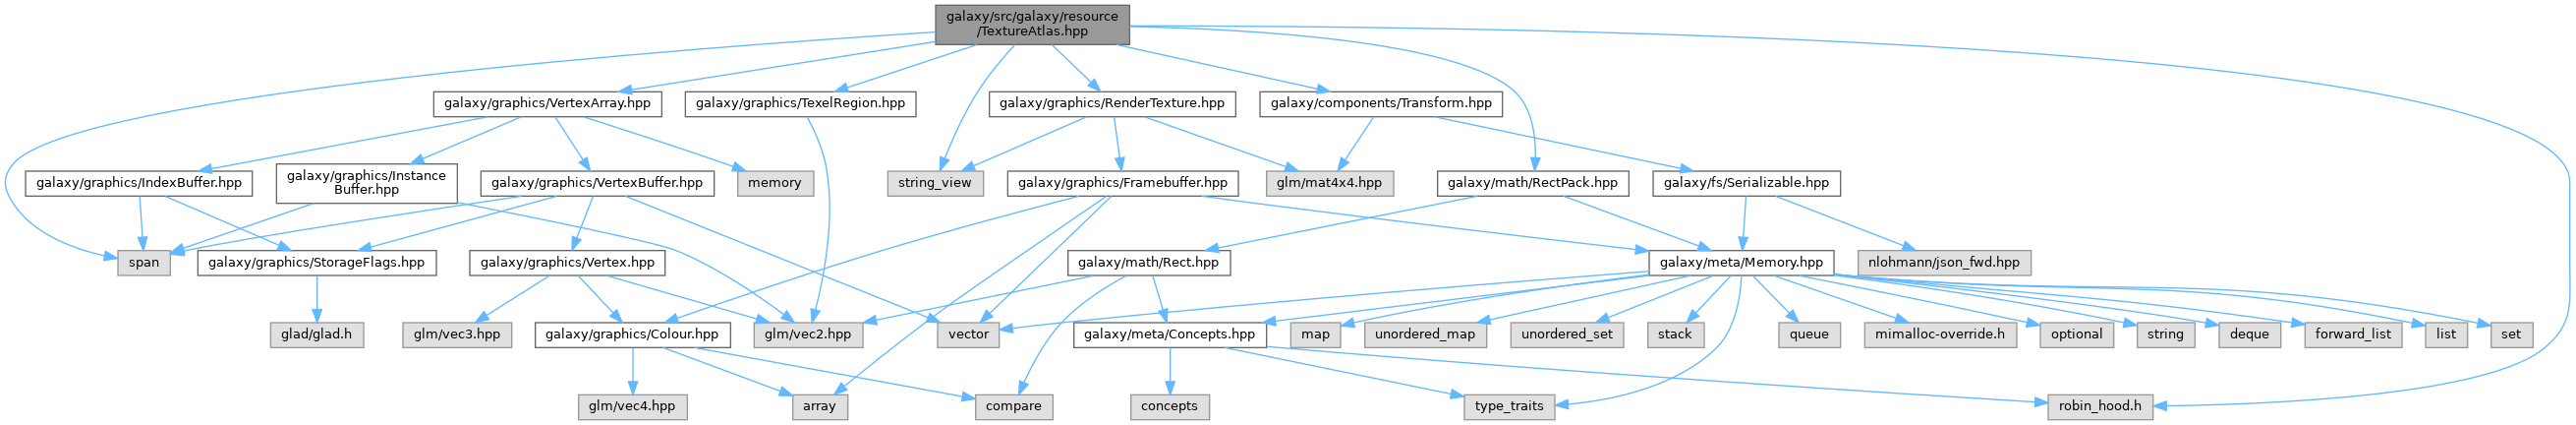 galaxy/src/galaxy/resource
/TextureAtlas.hpp
galaxy/graphics/VertexArray.hpp
galaxy/graphics/TexelRegion.hpp
galaxy/graphics/RenderTexture.hpp
galaxy/components/Transform.hpp
galaxy/graphics/IndexBuffer.hpp
galaxy/graphics/Instance
Buffer.hpp
galaxy/graphics/VertexBuffer.hpp
memory
string_view
galaxy/graphics/Framebuffer.hpp
glm/mat4x4.hpp
galaxy/math/RectPack.hpp
galaxy/fs/Serializable.hpp
span
galaxy/graphics/StorageFlags.hpp
galaxy/graphics/Vertex.hpp
galaxy/math/Rect.hpp
galaxy/meta/Memory.hpp
nlohmann/json_fwd.hpp
glad/glad.h
glm/vec3.hpp
galaxy/graphics/Colour.hpp
glm/vec2.hpp
vector
galaxy/meta/Concepts.hpp
map
unordered_map
unordered_set
stack
queue
mimalloc-override.h
optional
string
deque
forward_list
list
set
glm/vec4.hpp
array
compare
concepts
type_traits
robin_hood.h